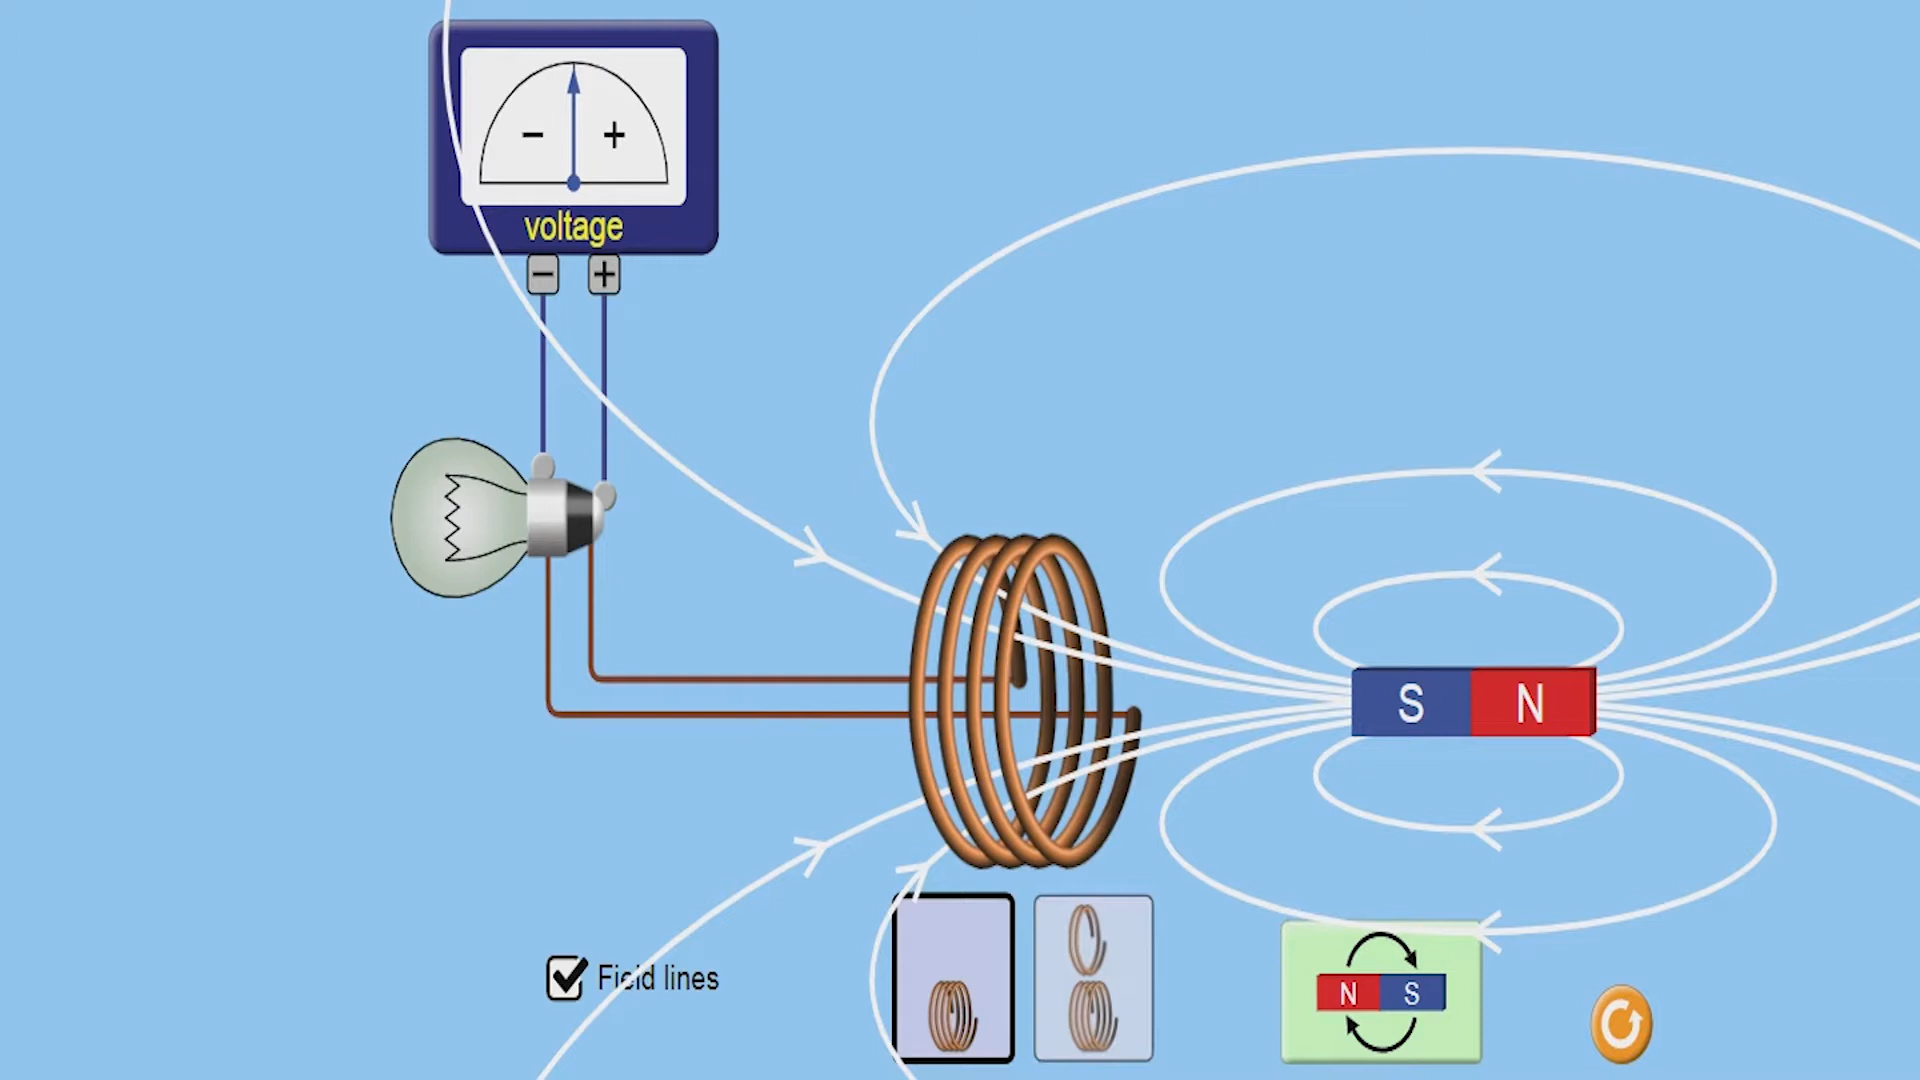 − +
voltage
− +
S N
Field lines
N S